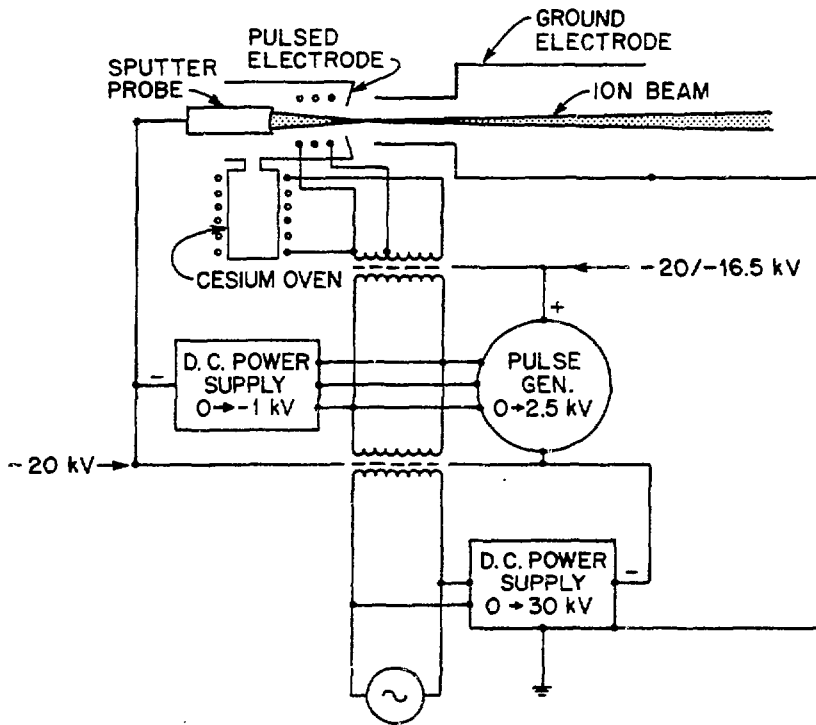 GROUND
ELECTRODE
PULSED
ELECTRODE
SPUTTER
PROBE
ION BEAM
CESIUM OVEN
-20/-16.5 kV
+
D.C. POWER
SUPPLY
0→-1 kV
-
PULSE
GEN.
0→2.5 kV
-20 kV
D.C. POWER
SUPPLY
0→30 kV
-